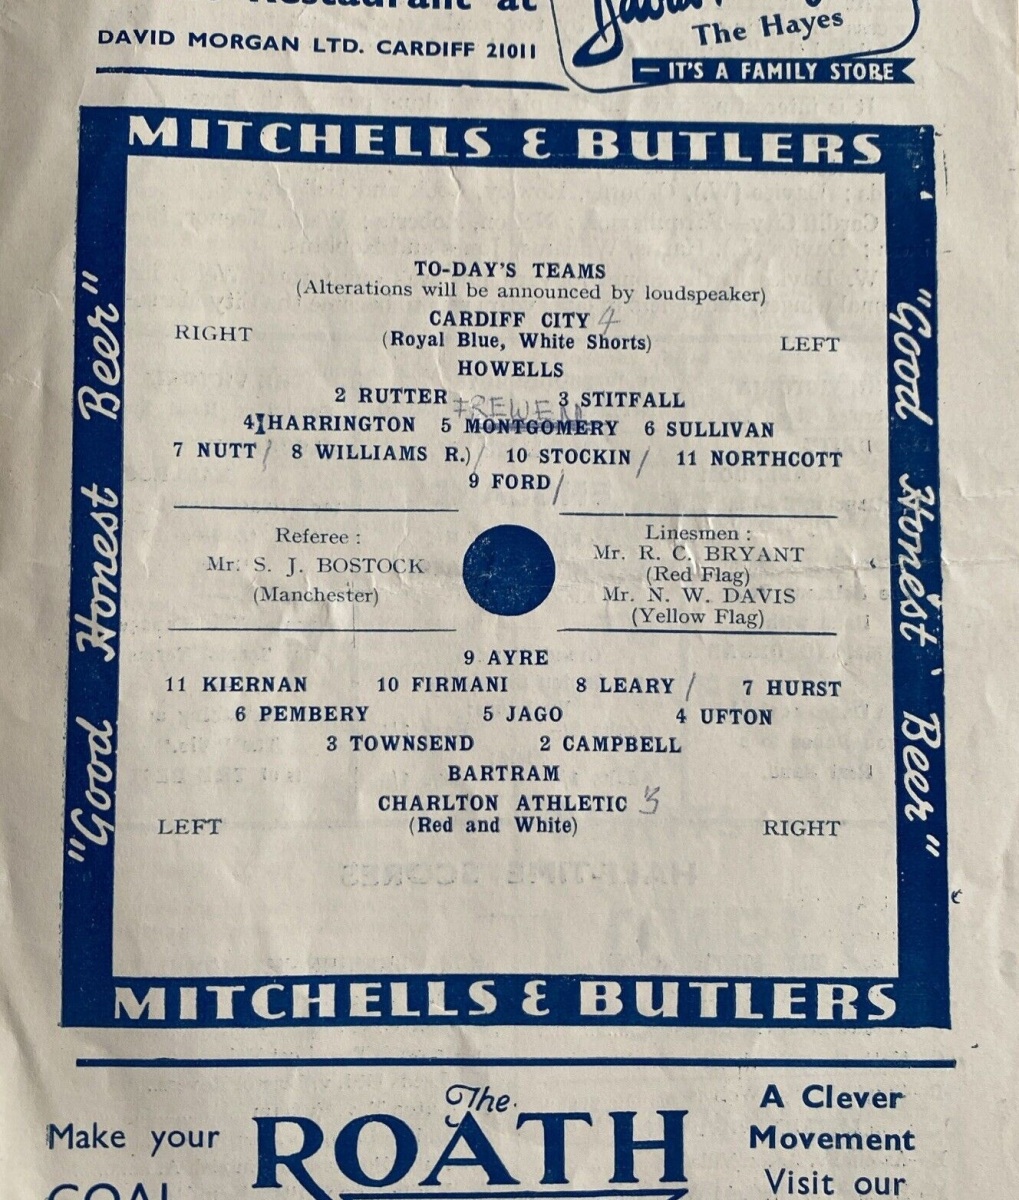 Restaurant at
DAVID MORGAN LTD. CARDIFF 21011
The Hayes
— IT'S A FAMILY STORE
MITCHELLS & BUTLERS
"Good Honest Beer"
"Good Honest Beer"
TO-DAY'S TEAMS
(Alterations will be announced by loudspeaker)
CARDIFF CITY 4
RIGHT (Royal Blue, White Shorts) LEFT
HOWELLS
2 RUTTER 3 STITFALL
FREWEN
4 HARRINGTON 5 MONTGOMERY 6 SULLIVAN
7 NUTT / 8 WILLIAMS R.) / 10 STOCKIN / 11 NORTHCOTT
9 FORD /
Referee :
Mr. S. J. BOSTOCK
(Manchester)
Linesmen :
Mr. R. C. BRYANT
(Red Flag)
Mr. N. W. DAVIS
(Yellow Flag)
9 AYRE
11 KIERNAN 10 FIRMANI 8 LEARY / 7 HURST
6 PEMBERY 5 JAGO 4 UFTON
3 TOWNSEND 2 CAMPBELL
BARTRAM
CHARLTON ATHLETIC 3
LEFT (Red and White) RIGHT
MITCHELLS & BUTLERS
Make your
GOAL
The
ROATH
A Clever
Movement
Visit our